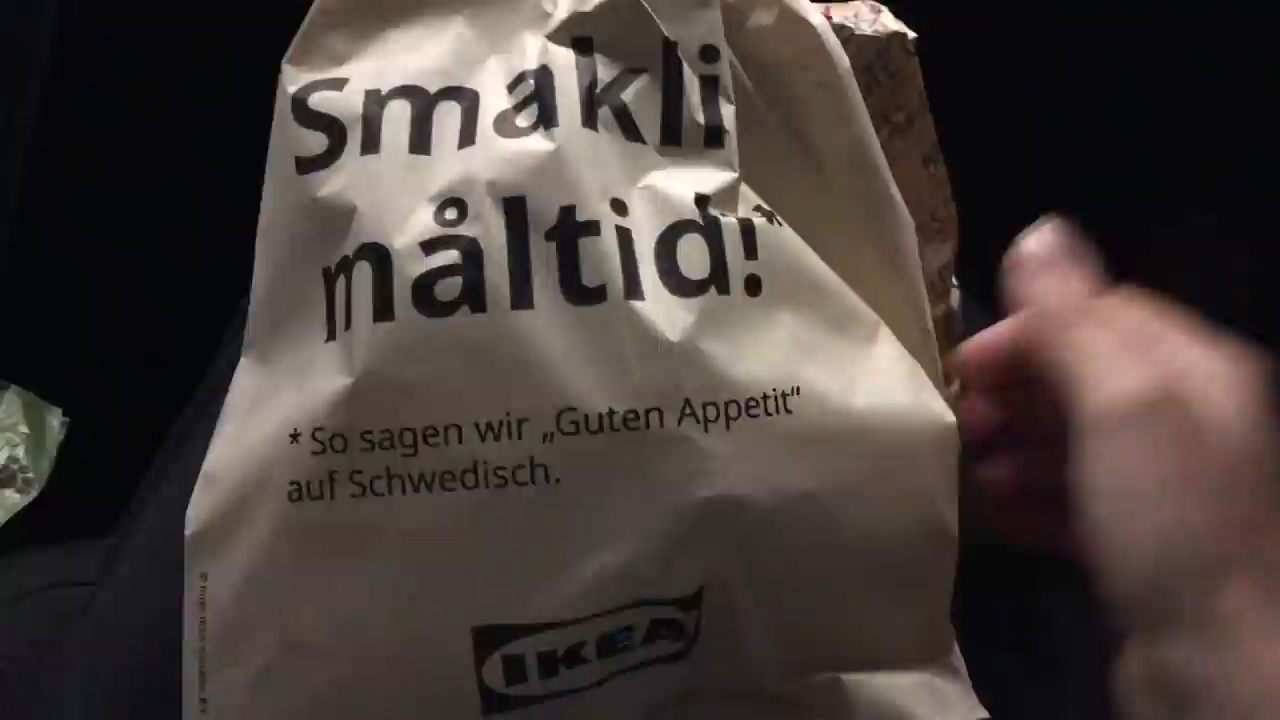 Smakli
måltid!*
* So sagen wir „Guten Appetit“
auf Schwedisch.
IKEA